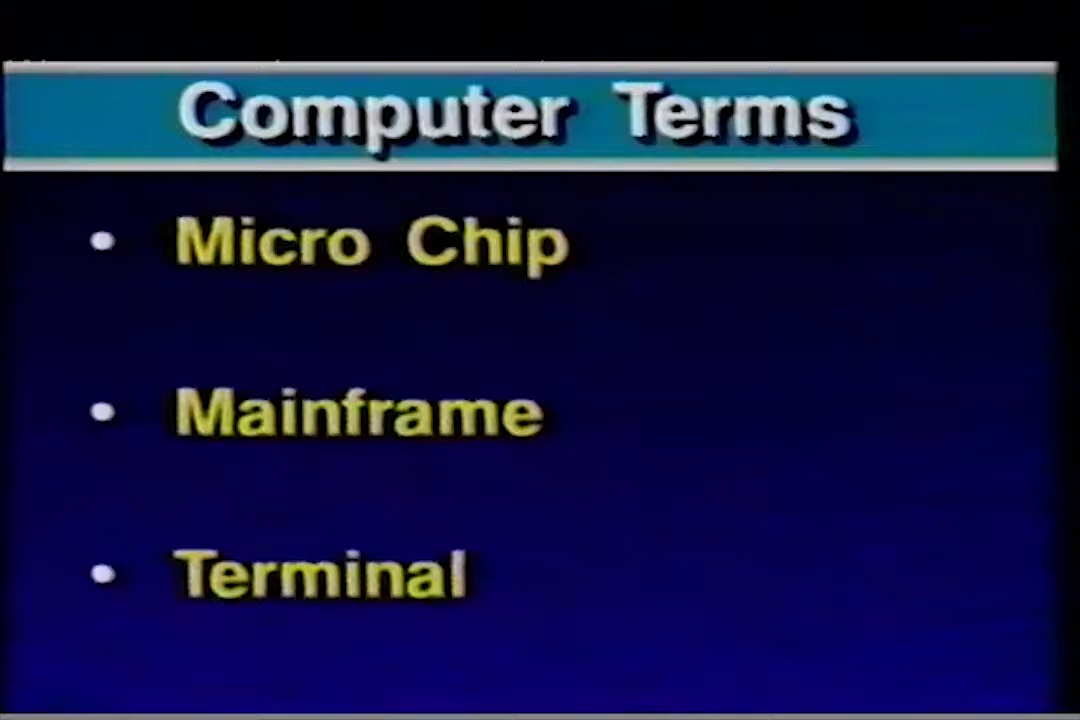 Computer Terms
• Micro Chip
• Mainframe
• Terminal